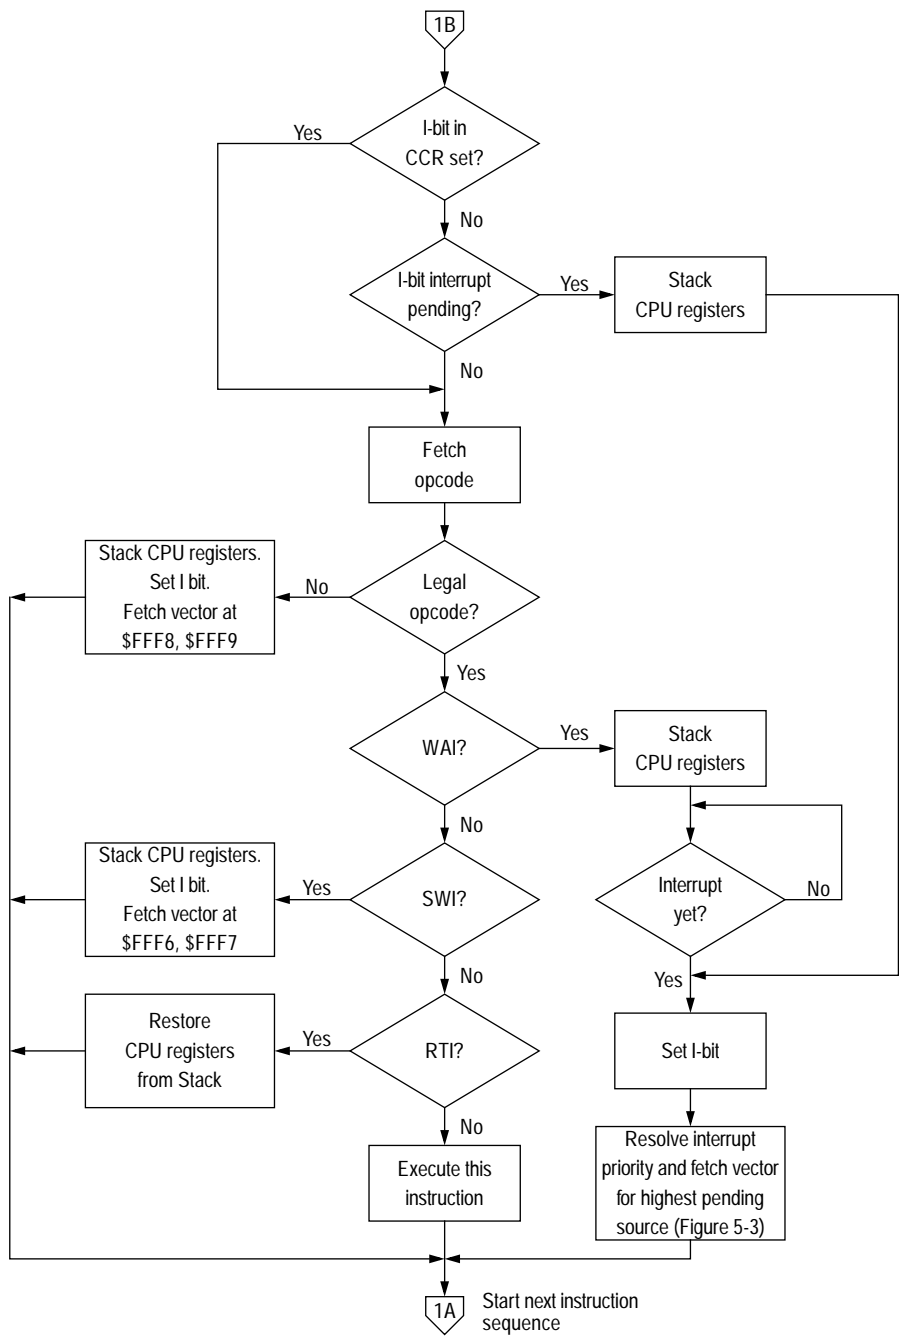 1B
I-bit in
CCR set?
Yes
No
I-bit interrupt
pending?
Yes
Stack
CPU registers
No
Fetch
opcode
Stack CPU registers.
Set I bit.
Fetch vector at
$FFF8, $FFF9
No
Legal
opcode?
Yes
WAI?
Yes
Stack
CPU registers
No
Stack CPU registers.
Set I bit.
Fetch vector at
$FFF6, $FFF7
Yes
SWI?
Interrupt
yet?
No
No
Yes
Restore
CPU registers
from Stack
Yes
RTI?
Set I-bit
No
Execute this
instruction
Resolve interrupt
priority and fetch vector
for highest pending
source (Figure 5-3)
1A
Start next instruction
sequence